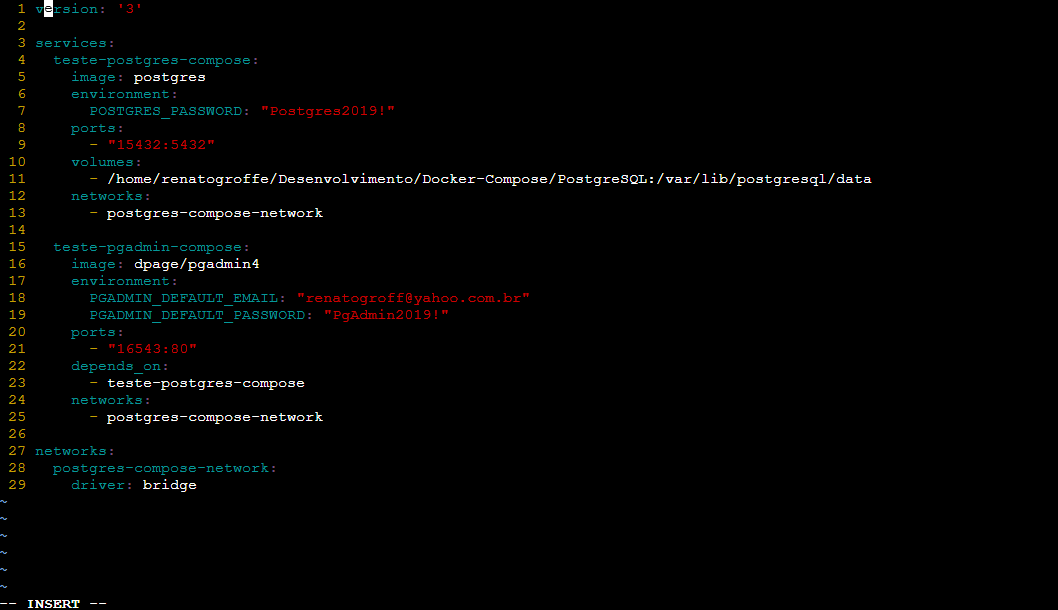 1 version: '3'
2
3 services:
4   teste-postgres-compose:
5     image: postgres
6     environment:
7       POSTGRES_PASSWORD: "Postgres2019!"
8     ports:
9       - "15432:5432"
10     volumes:
11       - /home/renatogroffe/Desenvolvimento/Docker-Compose/PostgreSQL:/var/lib/postgresql/data
12     networks:
13       - postgres-compose-network
14
15   teste-pgadmin-compose:
16     image: dpage/pgadmin4
17     environment:
18       PGADMIN_DEFAULT_EMAIL: "renatogroff@yahoo.com.br"
19       PGADMIN_DEFAULT_PASSWORD: "PgAdmin2019!"
20     ports:
21       - "16543:80"
22     depends_on:
23       - teste-postgres-compose
24     networks:
25       - postgres-compose-network
26
27 networks:
28   postgres-compose-network:
29     driver: bridge
~
~
~
~
~
~
-- INSERT --